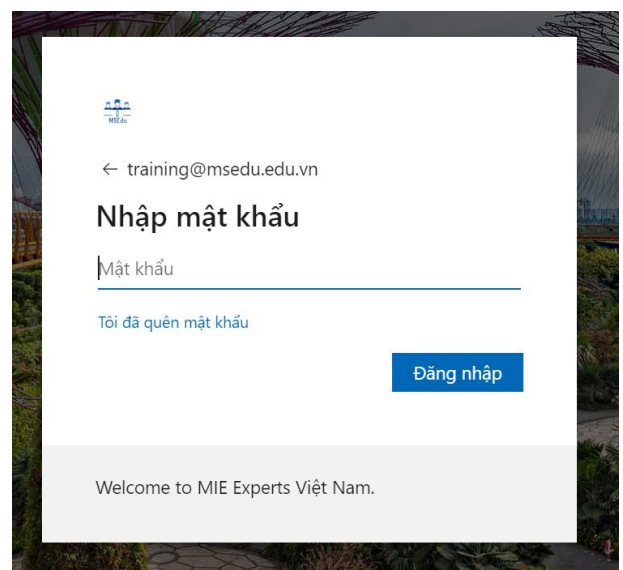 MSEdu
← training@msedu.edu.vn
Nhập mật khẩu
Mật khẩu
Tôi đã quên mật khẩu
Đăng nhập
Welcome to MIE Experts Việt Nam.